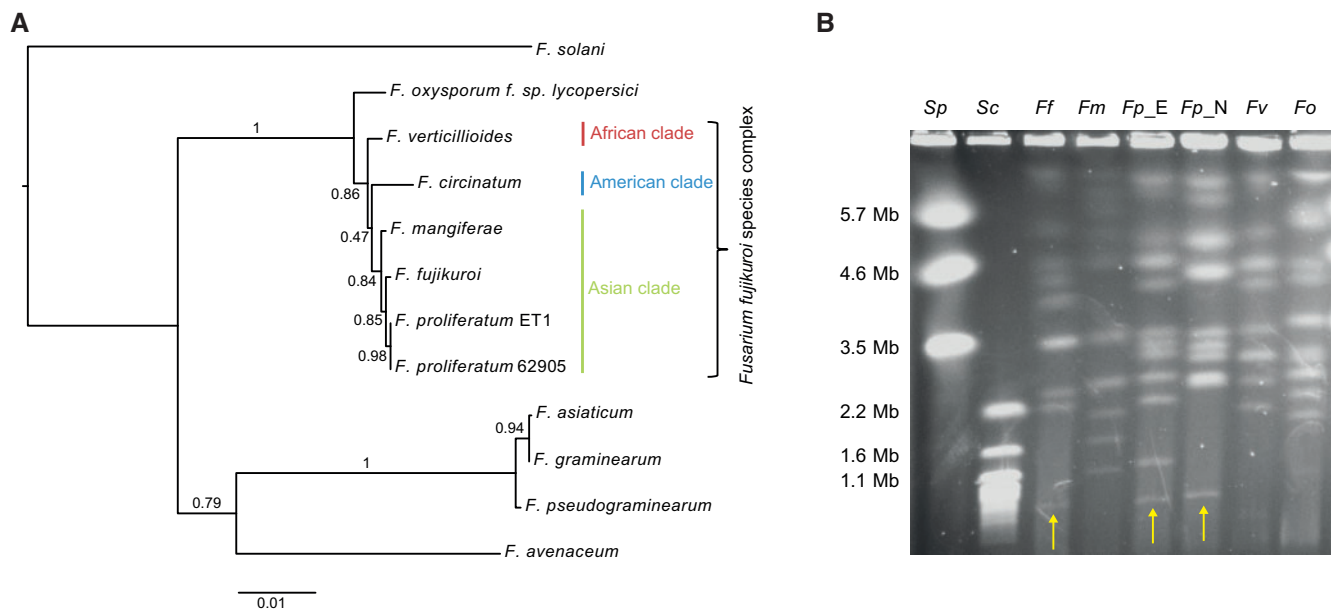 A
F. solani
F. oxysporum f. sp. lycopersici
1
F. verticillioides
African clade
0.86
F. circinatum
American clade
0.47
F. mangiferae
0.84
F. fujikuroi
Asian clade
0.85
F. proliferatum ET1
0.98
F. proliferatum 62905
Fusarium fujikuroi species complex
F. asiaticum
0.94
1
F. graminearum
F. pseudograminearum
0.79
F. avenaceum
0.01
B
Sp Sc Ff Fm Fp_E Fp_N Fv Fo
5.7 Mb
4.6 Mb
3.5 Mb
2.2 Mb
1.6 Mb
1.1 Mb